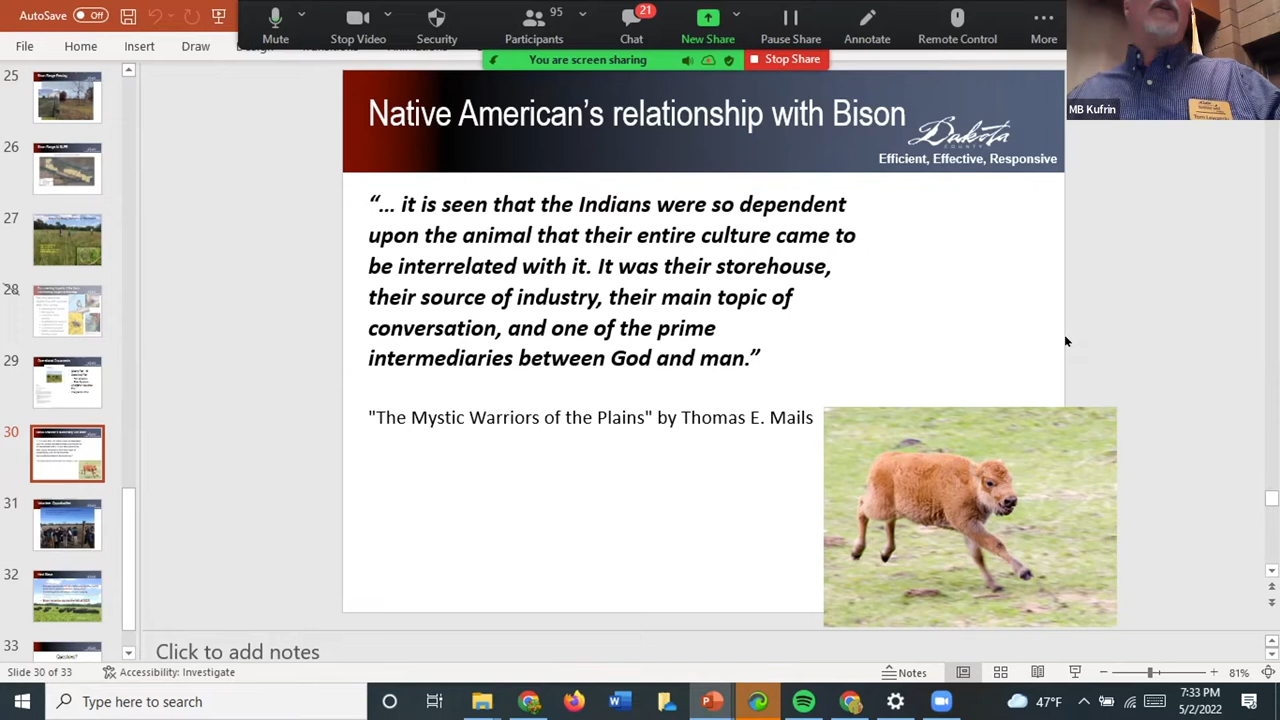 AutoSave Off
Mute
Stop Video
Security
95
Participants
21
Chat
New Share
Pause Share
Annotate
Remote Control
More
File
Home
Insert
Draw
You are screen sharing
Stop Share
MB Kufrin
25
26
27
28
29
30
31
32
33
Native American's relationship with Bison
Dakota
COUNTY
Efficient, Effective, Responsive
“... it is seen that the Indians were so dependent
upon the animal that their entire culture came to
be interrelated with it. It was their storehouse,
their source of industry, their main topic of
conversation, and one of the prime
intermediaries between God and man.”
"The Mystic Warriors of the Plains" by Thomas E. Mails
Click to add notes
Slide 30 of 33
Accessibility: Investigate
Notes
81%
Type here to search
47°F
7:33 PM
5/2/2022